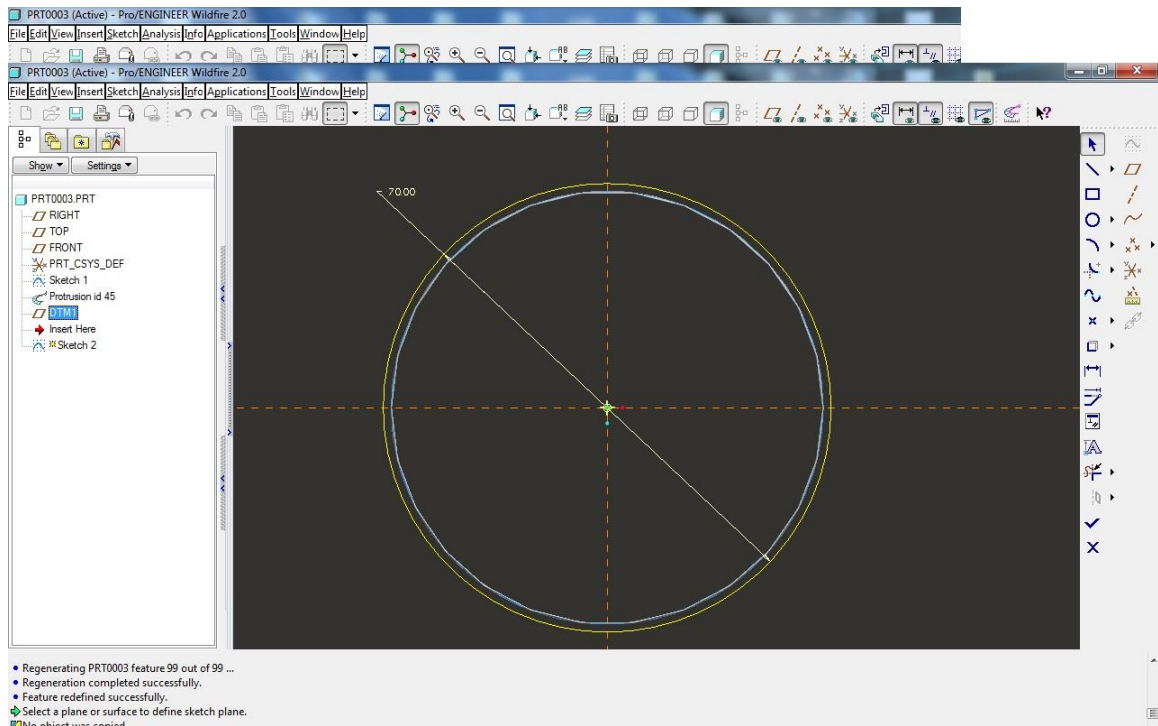 PRT0003 (Active) - Pro/ENGINEER Wildfire 2.0
File Edit View Insert Sketch Analysis Info Applications Tools Window Help
PRT0003 (Active) - Pro/ENGINEER Wildfire 2.0
File Edit View Insert Sketch Analysis Info Applications Tools Window Help
Show Settings
PRT0003.PRT
RIGHT
TOP
FRONT
PRT_CSYS_DEF
Sketch 1
Protrusion id 45
DTM1
Insert Here
Sketch 2
70.00
• Regenerating PRT0003 feature 99 out of 99 ...
• Regeneration completed successfully.
• Feature redefined successfully.
Select a plane or surface to define sketch plane.
No object was copied